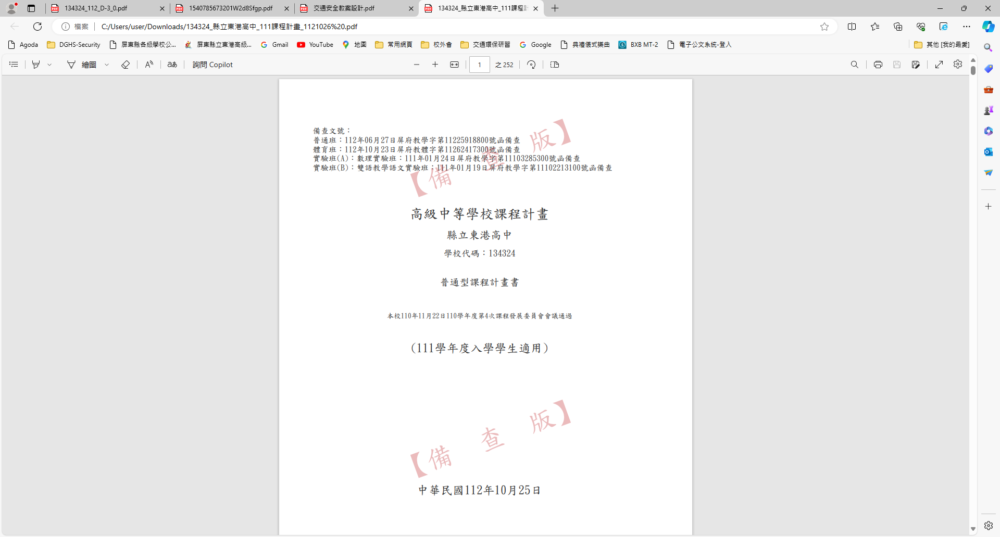 134324_112_D-3_0.pdf
1540785673201W2d8Sfgp.pdf
交通安全教案設計.pdf
134324_縣立東港高中_111課程計
檔案
C:/Users/user/Downloads/134324_縣立東港高中_111課程計畫_1121026%20.pdf
Agoda
DGHS-Security
屏東縣各級學校公...
屏東縣立東港高級...
Gmail
YouTube
地圖
常用網頁
校外會
交通環保研習
Google
典禮儀式樂曲
BXB MT-2
電子公文系統-登入
其他 [我的最愛]
繪圖
詢問 Copilot
1
之 252
備查文號：
普通班：112年06月27日屏府教學字第11225918800號函備查
體育班：112年10月23日屏府教體字第11262417300號函備查
實驗班(A)：數理實驗班：111年01月24日屏府教學字第11103285300號函備查
實驗班(B)：雙語教學語文實驗班：111年01月19日屏府教學字第11102213100號函備查
【備查版】
高級中等學校課程計畫
縣立東港高中
學校代碼：134324
普通型課程計畫書
本校110年11月22日110學年度第4次課程發展委員會會議通過
(111學年度入學學生適用)
【備查版】
中華民國112年10月25日